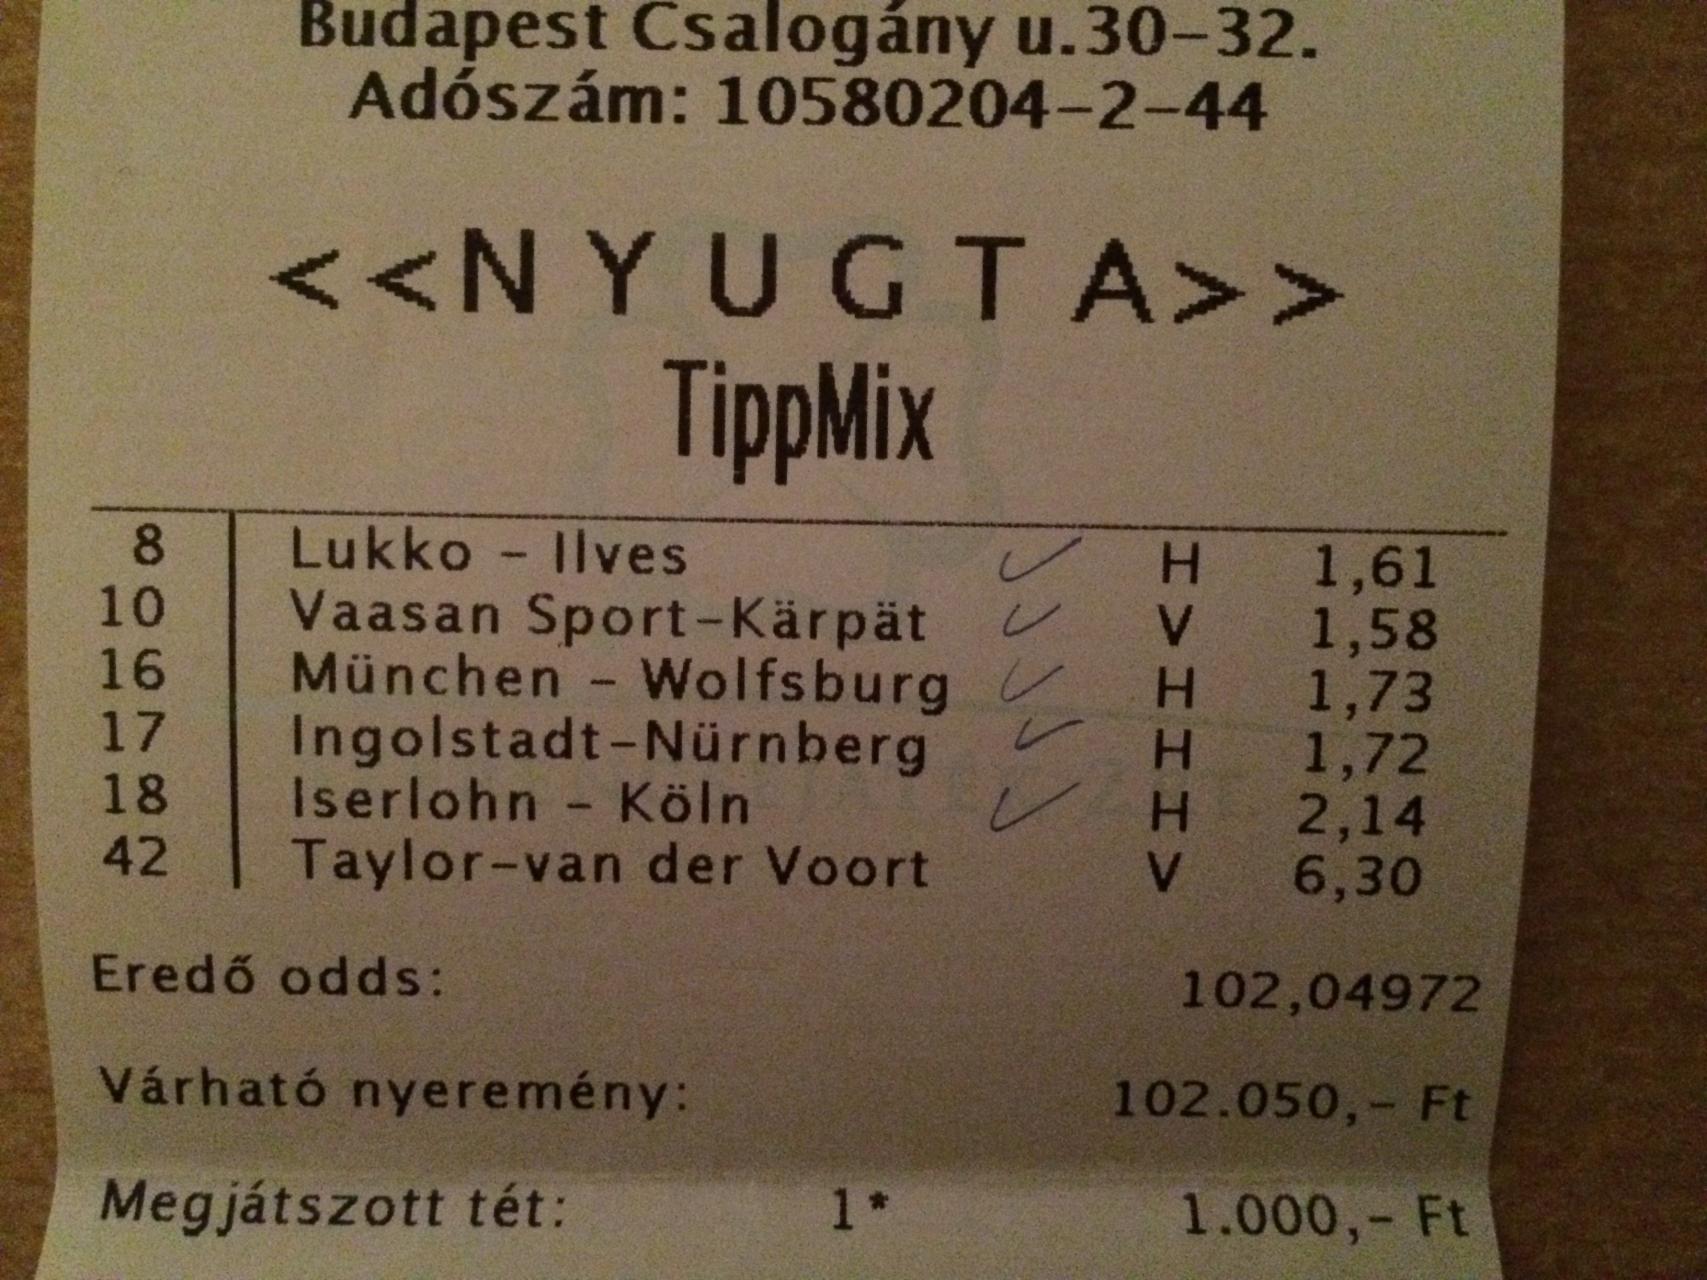 Budapest Csalogány u.30-32.
Adószám: 10580204-2-44
<<N Y U G T A>>
TippMix
8 Lukko - Ilves H 1,61
10 Vaasan Sport-Kärpät V 1,58
16 München - Wolfsburg H 1,73
17 Ingolstadt-Nürnberg H 1,72
18 Iserlohn - Köln H 2,14
42 Taylor-van der Voort V 6,30
Eredő odds: 102,04972
Várható nyeremény: 102.050,- Ft
Megjátszott tét: 1* 1.000,- Ft